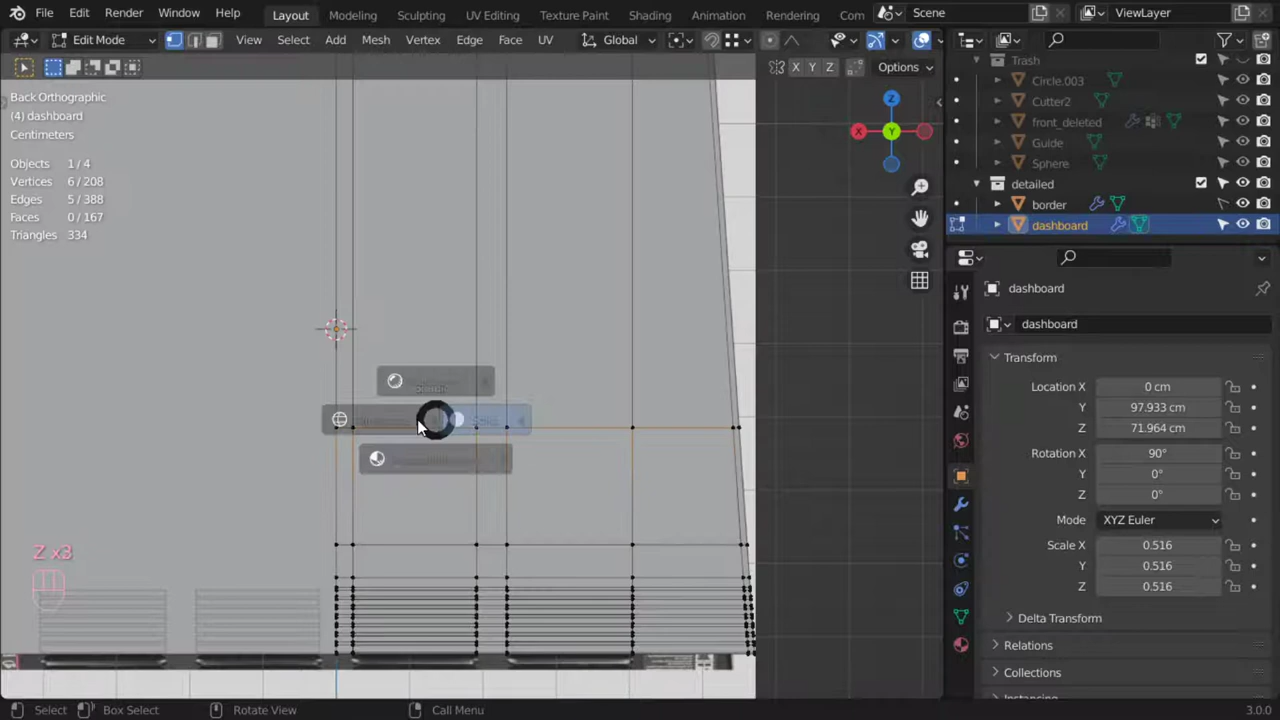 File Edit Render Window Help Layout Modeling Sculpting UV Editing Texture Paint Shading Animation Rendering Com Scene ViewLayer
Edit Mode View Select Add Mesh Vertex Edge Face UV Global
X Y Z Options
Back Orthographic
(4) dashboard
Centimeters
Objects 1 / 4
Vertices 6 / 208
Edges 5 / 388
Faces 0 / 167
Triangles 334
Z
X Y
Z x3
Trash
Circle.003
Cutter2
front_deleted
Guide
Sphere
detailed
border
dashboard
dashboard
dashboard
Transform
Location X 0 cm
Y 97.933 cm
Z 71.964 cm
Rotation X 90°
Y 0°
Z 0°
Mode XYZ Euler
Scale X 0.516
Y 0.516
Z 0.516
Delta Transform
Relations
Collections
Instancing
Select Box Select Rotate View Call Menu 3.0.0